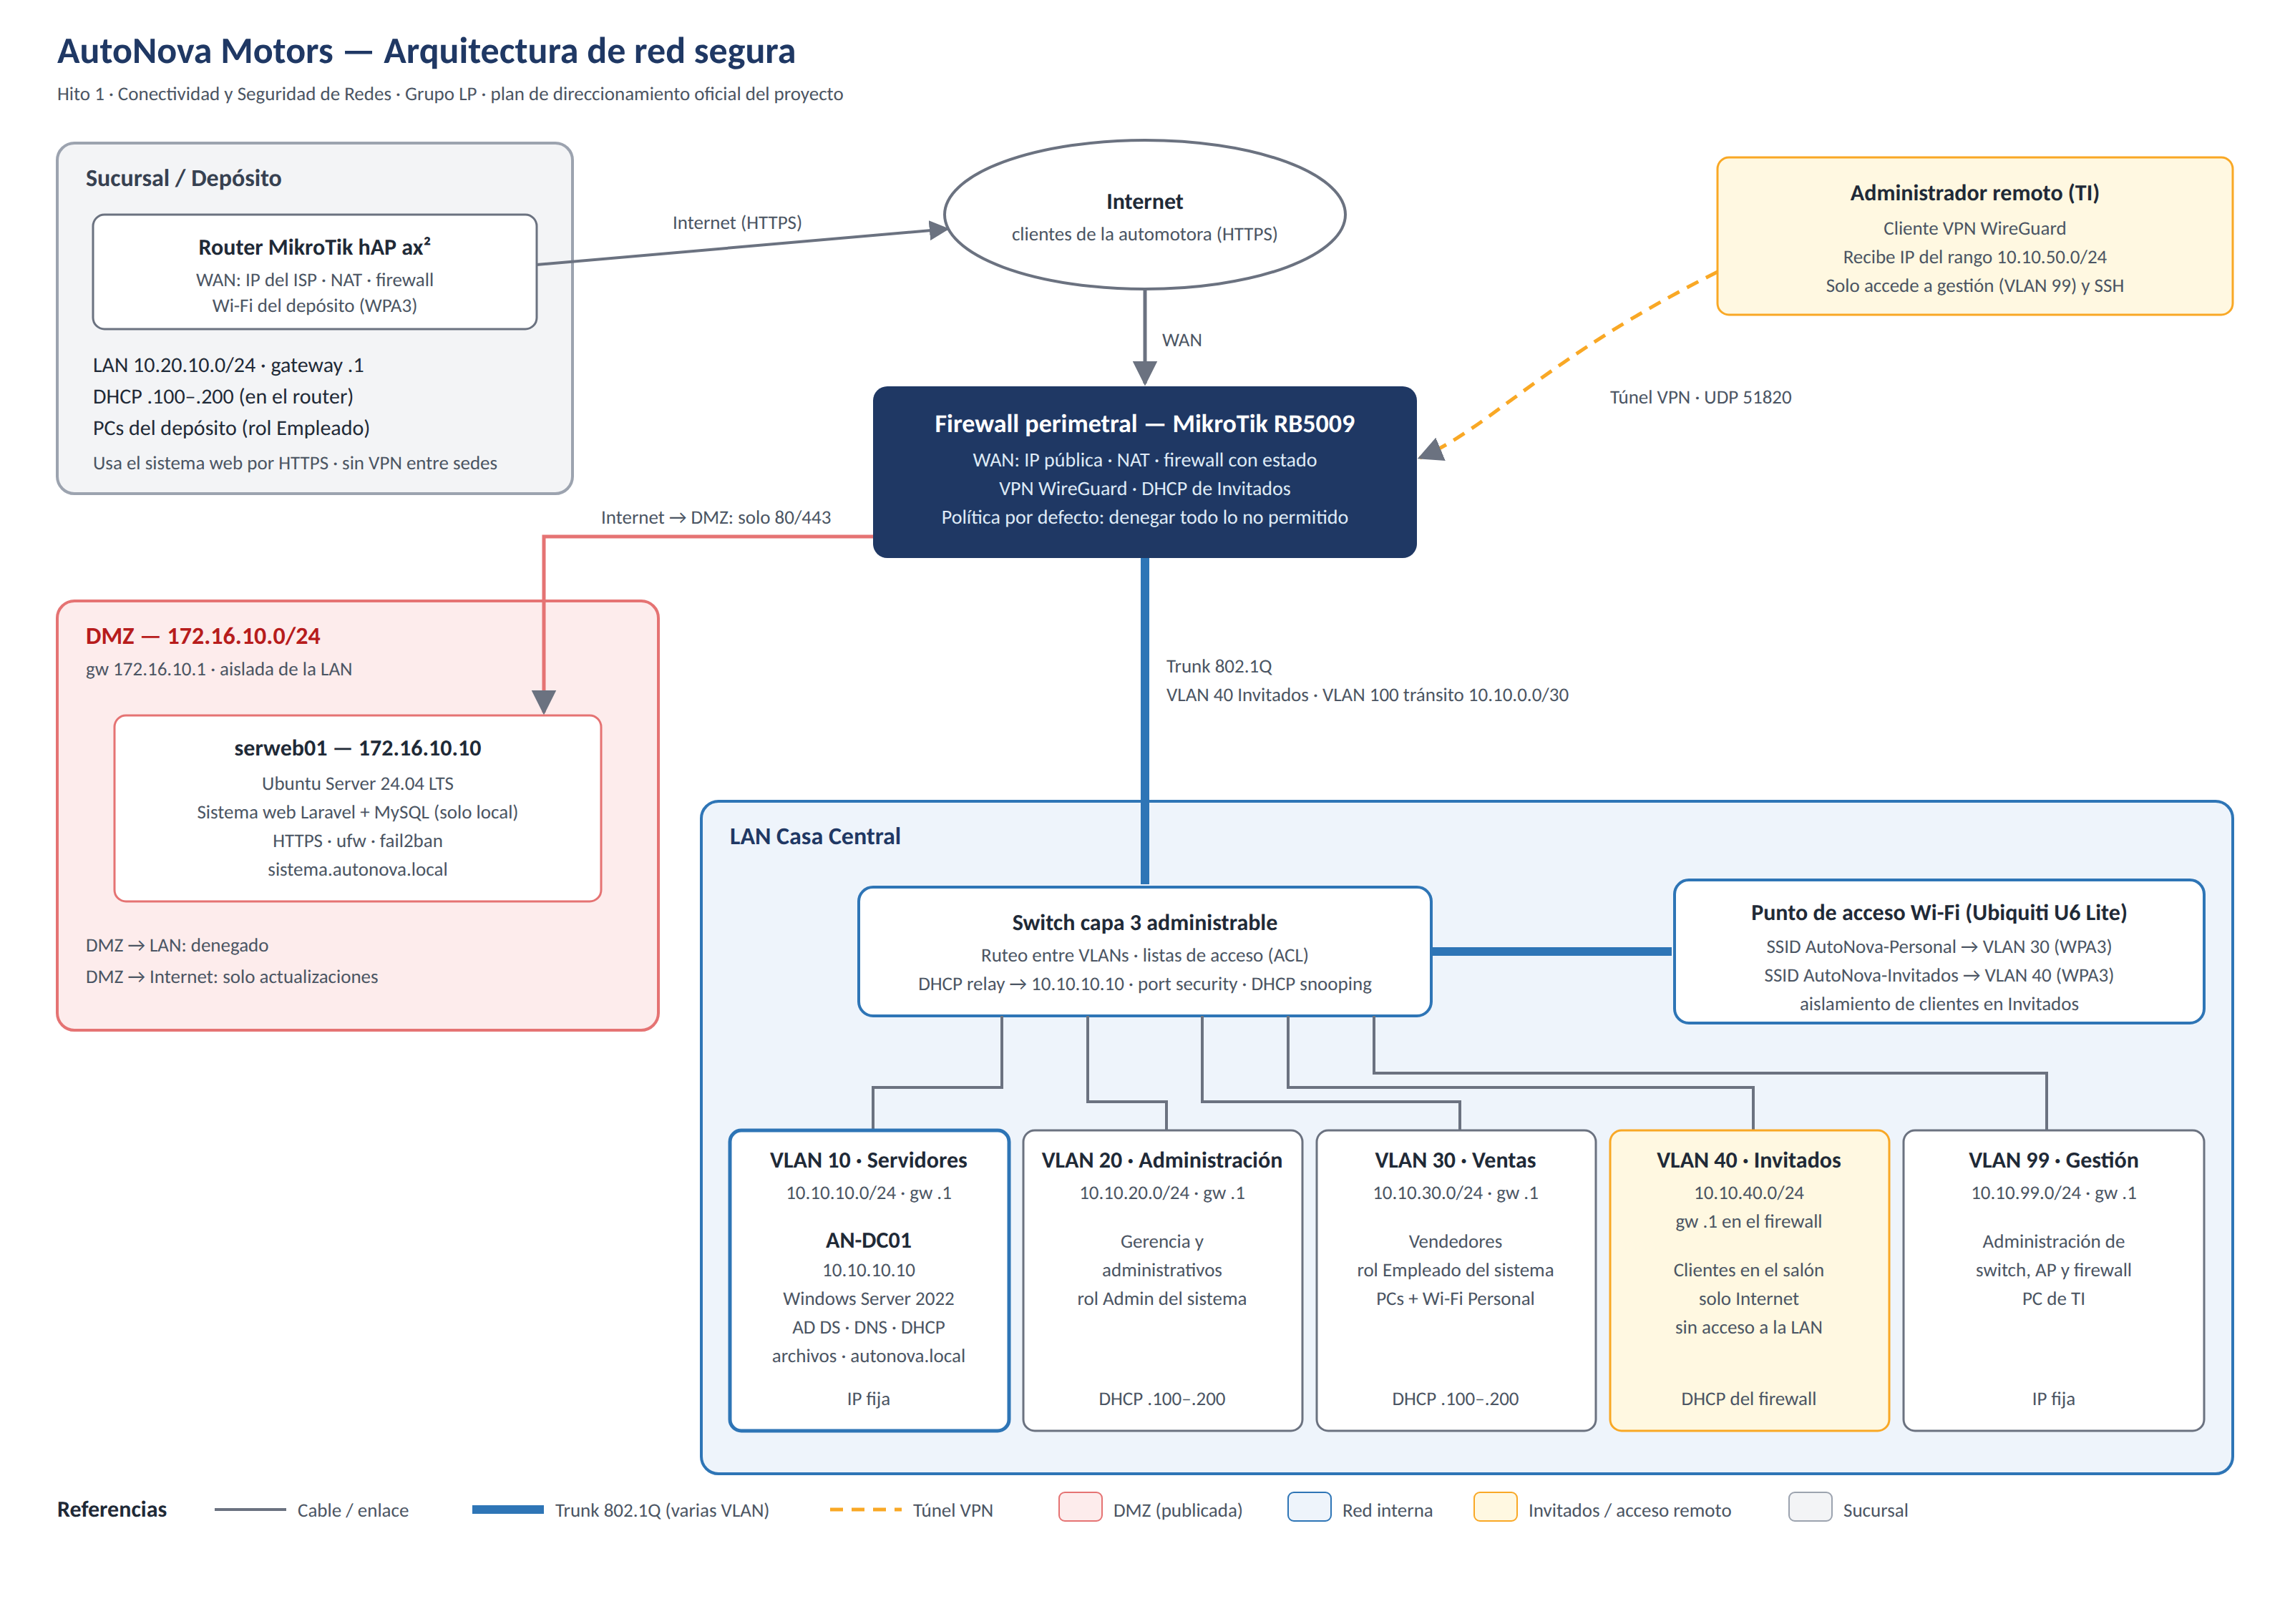 AutoNova Motors — Arquitectura de red segura
Hito 1 · Conectividad y Seguridad de Redes · Grupo LP · plan de direccionamiento oficial del proyecto
Sucursal / Depósito
Router MikroTik hAP ax²
WAN: IP del ISP · NAT · firewall
Wi-Fi del depósito (WPA3)
LAN 10.20.10.0/24 · gateway .1
DHCP .100–.200 (en el router)
PCs del depósito (rol Empleado)
Usa el sistema web por HTTPS · sin VPN entre sedes
Internet (HTTPS)
Internet
clientes de la automotora (HTTPS)
WAN
Administrador remoto (TI)
Cliente VPN WireGuard
Recibe IP del rango 10.10.50.0/24
Solo accede a gestión (VLAN 99) y SSH
Túnel VPN · UDP 51820
Firewall perimetral — MikroTik RB5009
WAN: IP pública · NAT · firewall con estado
VPN WireGuard · DHCP de Invitados
Política por defecto: denegar todo lo no permitido
Internet → DMZ: solo 80/443
DMZ — 172.16.10.0/24
gw 172.16.10.1 · aislada de la LAN
serweb01 — 172.16.10.10
Ubuntu Server 24.04 LTS
Sistema web Laravel + MySQL (solo local)
HTTPS · ufw · fail2ban
sistema.autonova.local
DMZ → LAN: denegado
DMZ → Internet: solo actualizaciones
Trunk 802.1Q
VLAN 40 Invitados · VLAN 100 tránsito 10.10.0.0/30
LAN Casa Central
Switch capa 3 administrable
Ruteo entre VLANs · listas de acceso (ACL)
DHCP relay → 10.10.10.10 · port security · DHCP snooping
Punto de acceso Wi-Fi (Ubiquiti U6 Lite)
SSID AutoNova-Personal → VLAN 30 (WPA3)
SSID AutoNova-Invitados → VLAN 40 (WPA3)
aislamiento de clientes en Invitados
VLAN 10 · Servidores
10.10.10.0/24 · gw .1
AN-DC01
10.10.10.10
Windows Server 2022
AD DS · DNS · DHCP
archivos · autonova.local
IP fija
VLAN 20 · Administración
10.10.20.0/24 · gw .1
Gerencia y
administrativos
rol Admin del sistema
DHCP .100–.200
VLAN 30 · Ventas
10.10.30.0/24 · gw .1
Vendedores
rol Empleado del sistema
PCs + Wi-Fi Personal
DHCP .100–.200
VLAN 40 · Invitados
10.10.40.0/24
gw .1 en el firewall
Clientes en el salón
solo Internet
sin acceso a la LAN
DHCP del firewall
VLAN 99 · Gestión
10.10.99.0/24 · gw .1
Administración de
switch, AP y firewall
PC de TI
IP fija
Referencias
Cable / enlace
Trunk 802.1Q (varias VLAN)
Túnel VPN
DMZ (publicada)
Red interna
Invitados / acceso remoto
Sucursal